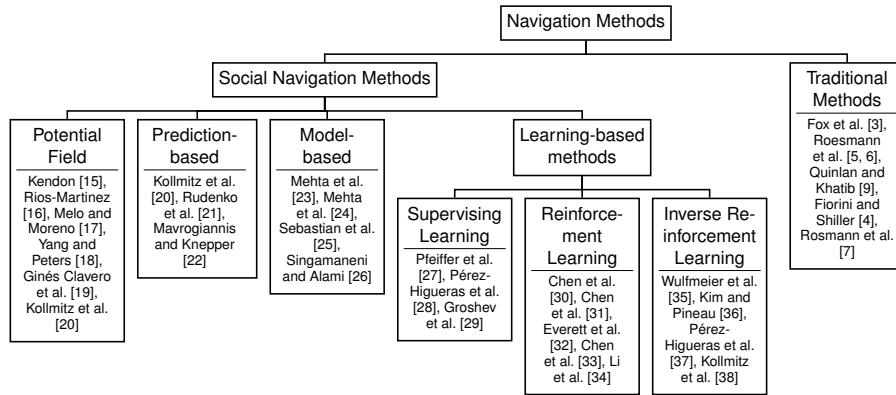 Navigation Methods
Social Navigation Methods
Traditional
Methods
Fox et al. [3],
Roesmann
et al. [5, 6],
Quinlan and
Khatib [9],
Fiorini and
Shiller [4],
Rosmann et al.
[7]
Potential
Field
Kendon [15],
Rios-Martinez
[16], Melo and
Moreno [17],
Yang and
Peters [18],
Ginés Clavero
et al. [19],
Kollmitz et al.
[20]
Prediction-
based
Kollmitz et al.
[20], Rudenko
et al. [21],
Mavrogiannis
and Knepper
[22]
Model-
based
Mehta et al.
[23], Mehta
et al. [24],
Sebastian et al.
[25],
Singamaneni
and Alami [26]
Learning-based
methods
Supervising
Learning
Pfeiffer et al.
[27], Pérez-
Higueras et al.
[28], Groshev
et al. [29]
Reinforce-
ment
Learning
Chen et al.
[30], Chen
et al. [31],
Everett et al.
[32], Chen
et al. [33], Li
et al. [34]
Inverse Re-
inforcement
Learning
Wulfmeier et al.
[35], Kim and
Pineau [36],
Pérez-
Higueras et al.
[37], Kollmitz
et al. [38]